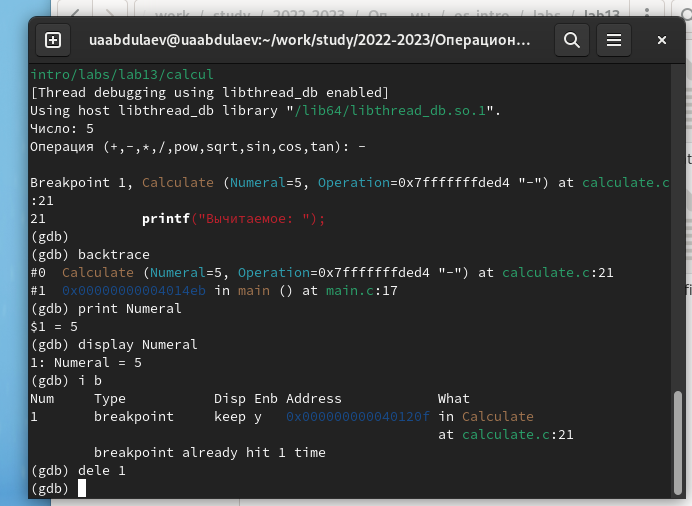 work / study / 2022-2023 / Оп… мы / os-intro / labs / lab13
uaabdulaev@uaabdulaev:~/work/study/2022-2023/Операцион…
intro/labs/lab13/calcul
[Thread debugging using libthread_db enabled]
Using host libthread_db library "/lib64/libthread_db.so.1".
Число: 5
Операция (+,-,*,/,pow,sqrt,sin,cos,tan): -
Breakpoint 1, Calculate (Numeral=5, Operation=0x7fffffffded4 "-") at calculate.c
:21
21            printf("Вычитаемое: ");
(gdb)
(gdb) backtrace
#0  Calculate (Numeral=5, Operation=0x7fffffffded4 "-") at calculate.c:21
#1  0x00000000004014eb in main () at main.c:17
(gdb) print Numeral
$1 = 5
(gdb) display Numeral
1: Numeral = 5
(gdb) i b
Num     Type           Disp Enb Address            What
1       breakpoint     keep y   0x000000000040120f in Calculate
at calculate.c:21
breakpoint already hit 1 time
(gdb) dele 1
(gdb)